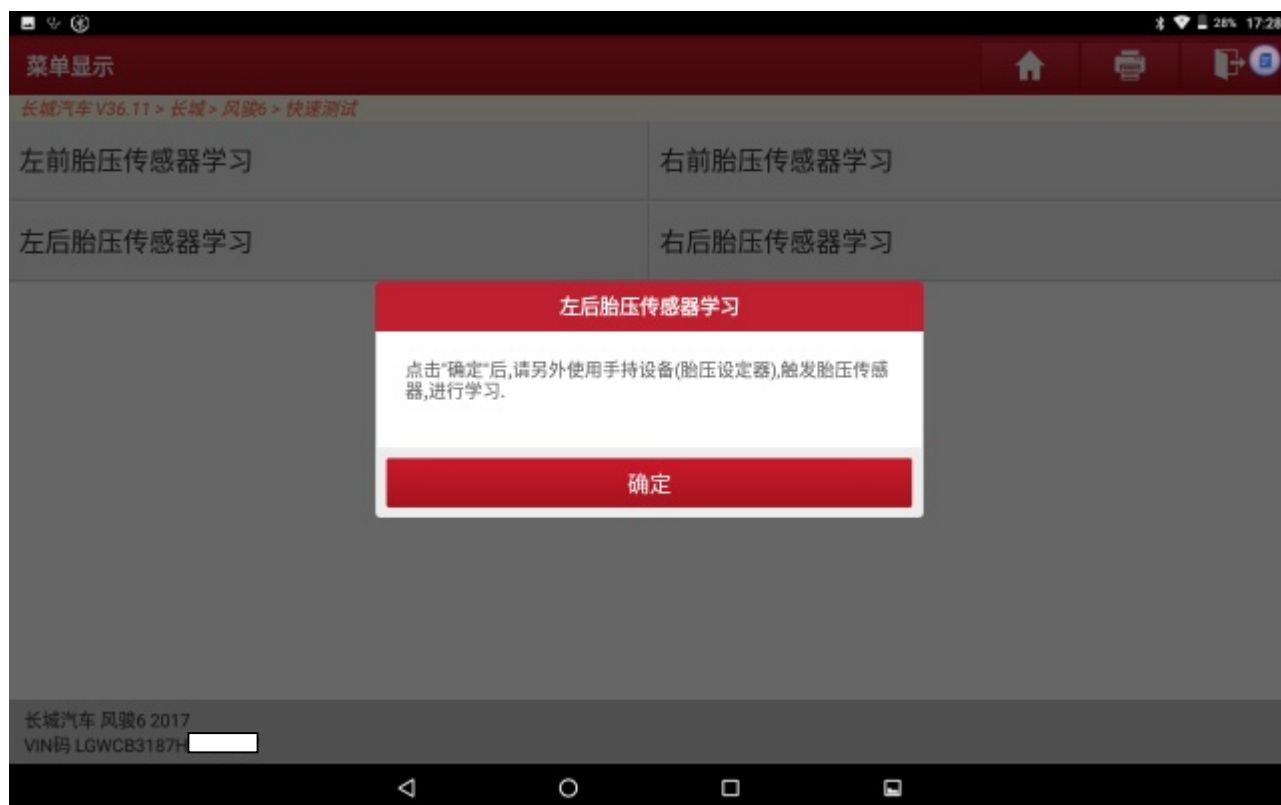 28% 17:28
菜单显示
长城汽车 V36.11 > 长城 > 风骏6 > 快速测试
左前胎压传感器学习
右前胎压传感器学习
左后胎压传感器学习
右后胎压传感器学习
左后胎压传感器学习
点击"确定"后,请另外使用手持设备(胎压设定器),触发胎压传感
器,进行学习.
确定
长城汽车 风骏6 2017
VIN码 LGWCB3187H